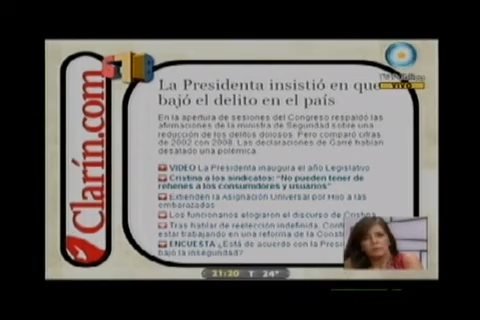 Clarín.com
La Presidenta insistió en que
bajó el delito en el país
En la apertura de sesiones del Congreso respaldó las
afirmaciones de la ministra de Seguridad sobre una
reducción de los delitos dolosos. Pero comparó cifras
de 2002 con 2008. Las declaraciones de Garré habían
desatado una polémica.
VIDEO La Presidenta inaugura el año Legislativo
Cristina a los sindicatos: "No pueden tener de
rehenes a los consumidores y usuarios"
Extienden la Asignación Universal por Hijo a las
embarazadas
Los funcionarios elogiaron el discurso de Cristina
Tras hablar de reelección indefinida,
estar trabajando en una reforma de la
ENCUESTA ¿Está de acuerdo con la
bajó la inseguridad?
VIVO
21:20 T. 24°